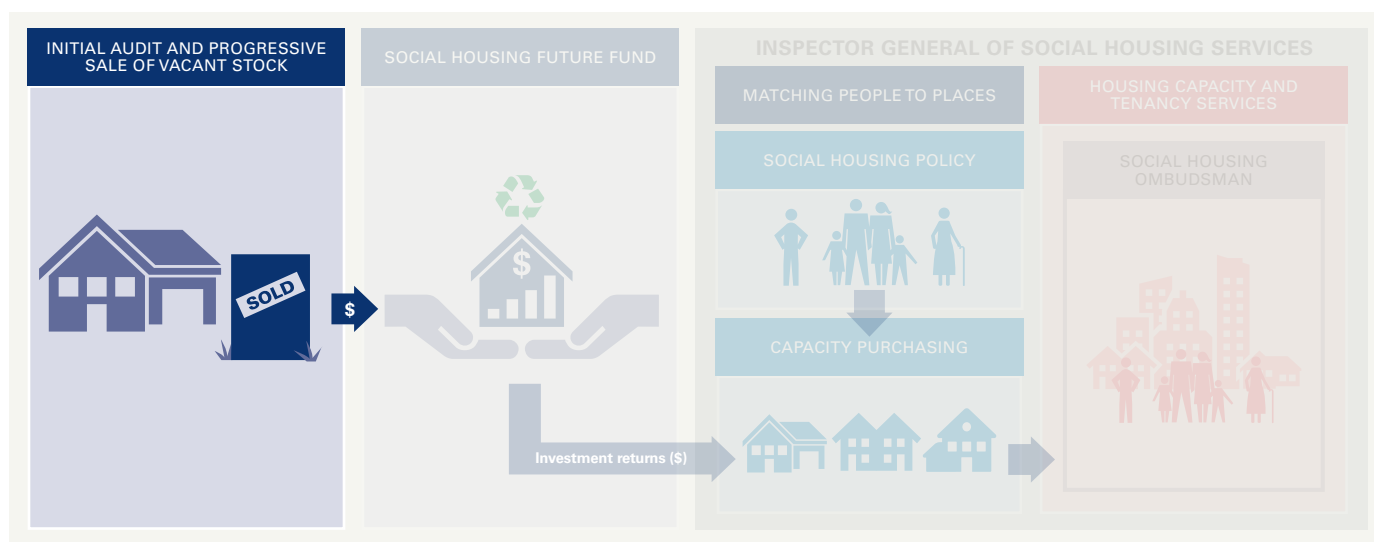 INITIAL AUDIT AND PROGRESSIVE
SALE OF VACANT STOCK
SOLD
$
SOCIAL HOUSING FUTURE FUND
$
Investment returns ($)
INSPECTOR GENERAL OF SOCIAL HOUSING SERVICES
MATCHING PEOPLE TO PLACES
SOCIAL HOUSING POLICY
CAPACITY PURCHASING
HOUSING CAPACITY AND
TENANCY SERVICES
SOCIAL HOUSING
OMBUDSMAN